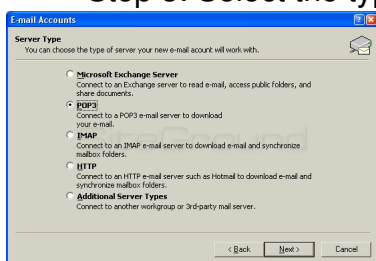 Step 3. Select the ty
E-mail Accounts
Server Type
You can choose the type of server your new e-mail acount will work with.
Microsoft Exchange Server
Connect to an Exchange server to read e-mail, access public folders, and
share documents.
POP3
Connect to a POP3 e-mail server to download
your e-mail.
IMAP
Connect to an IMAP e-mail server to download e-mail and synchronize
mailbox folders.
HTTP
Connect to an HTTP e-mail server such as Hotmail to download e-mail and
synchronize mailbox folders.
Additional Server Types
Connect to another workgroup or 3rd-party mail server.
SiteGround
< Back
Next >
Cancel